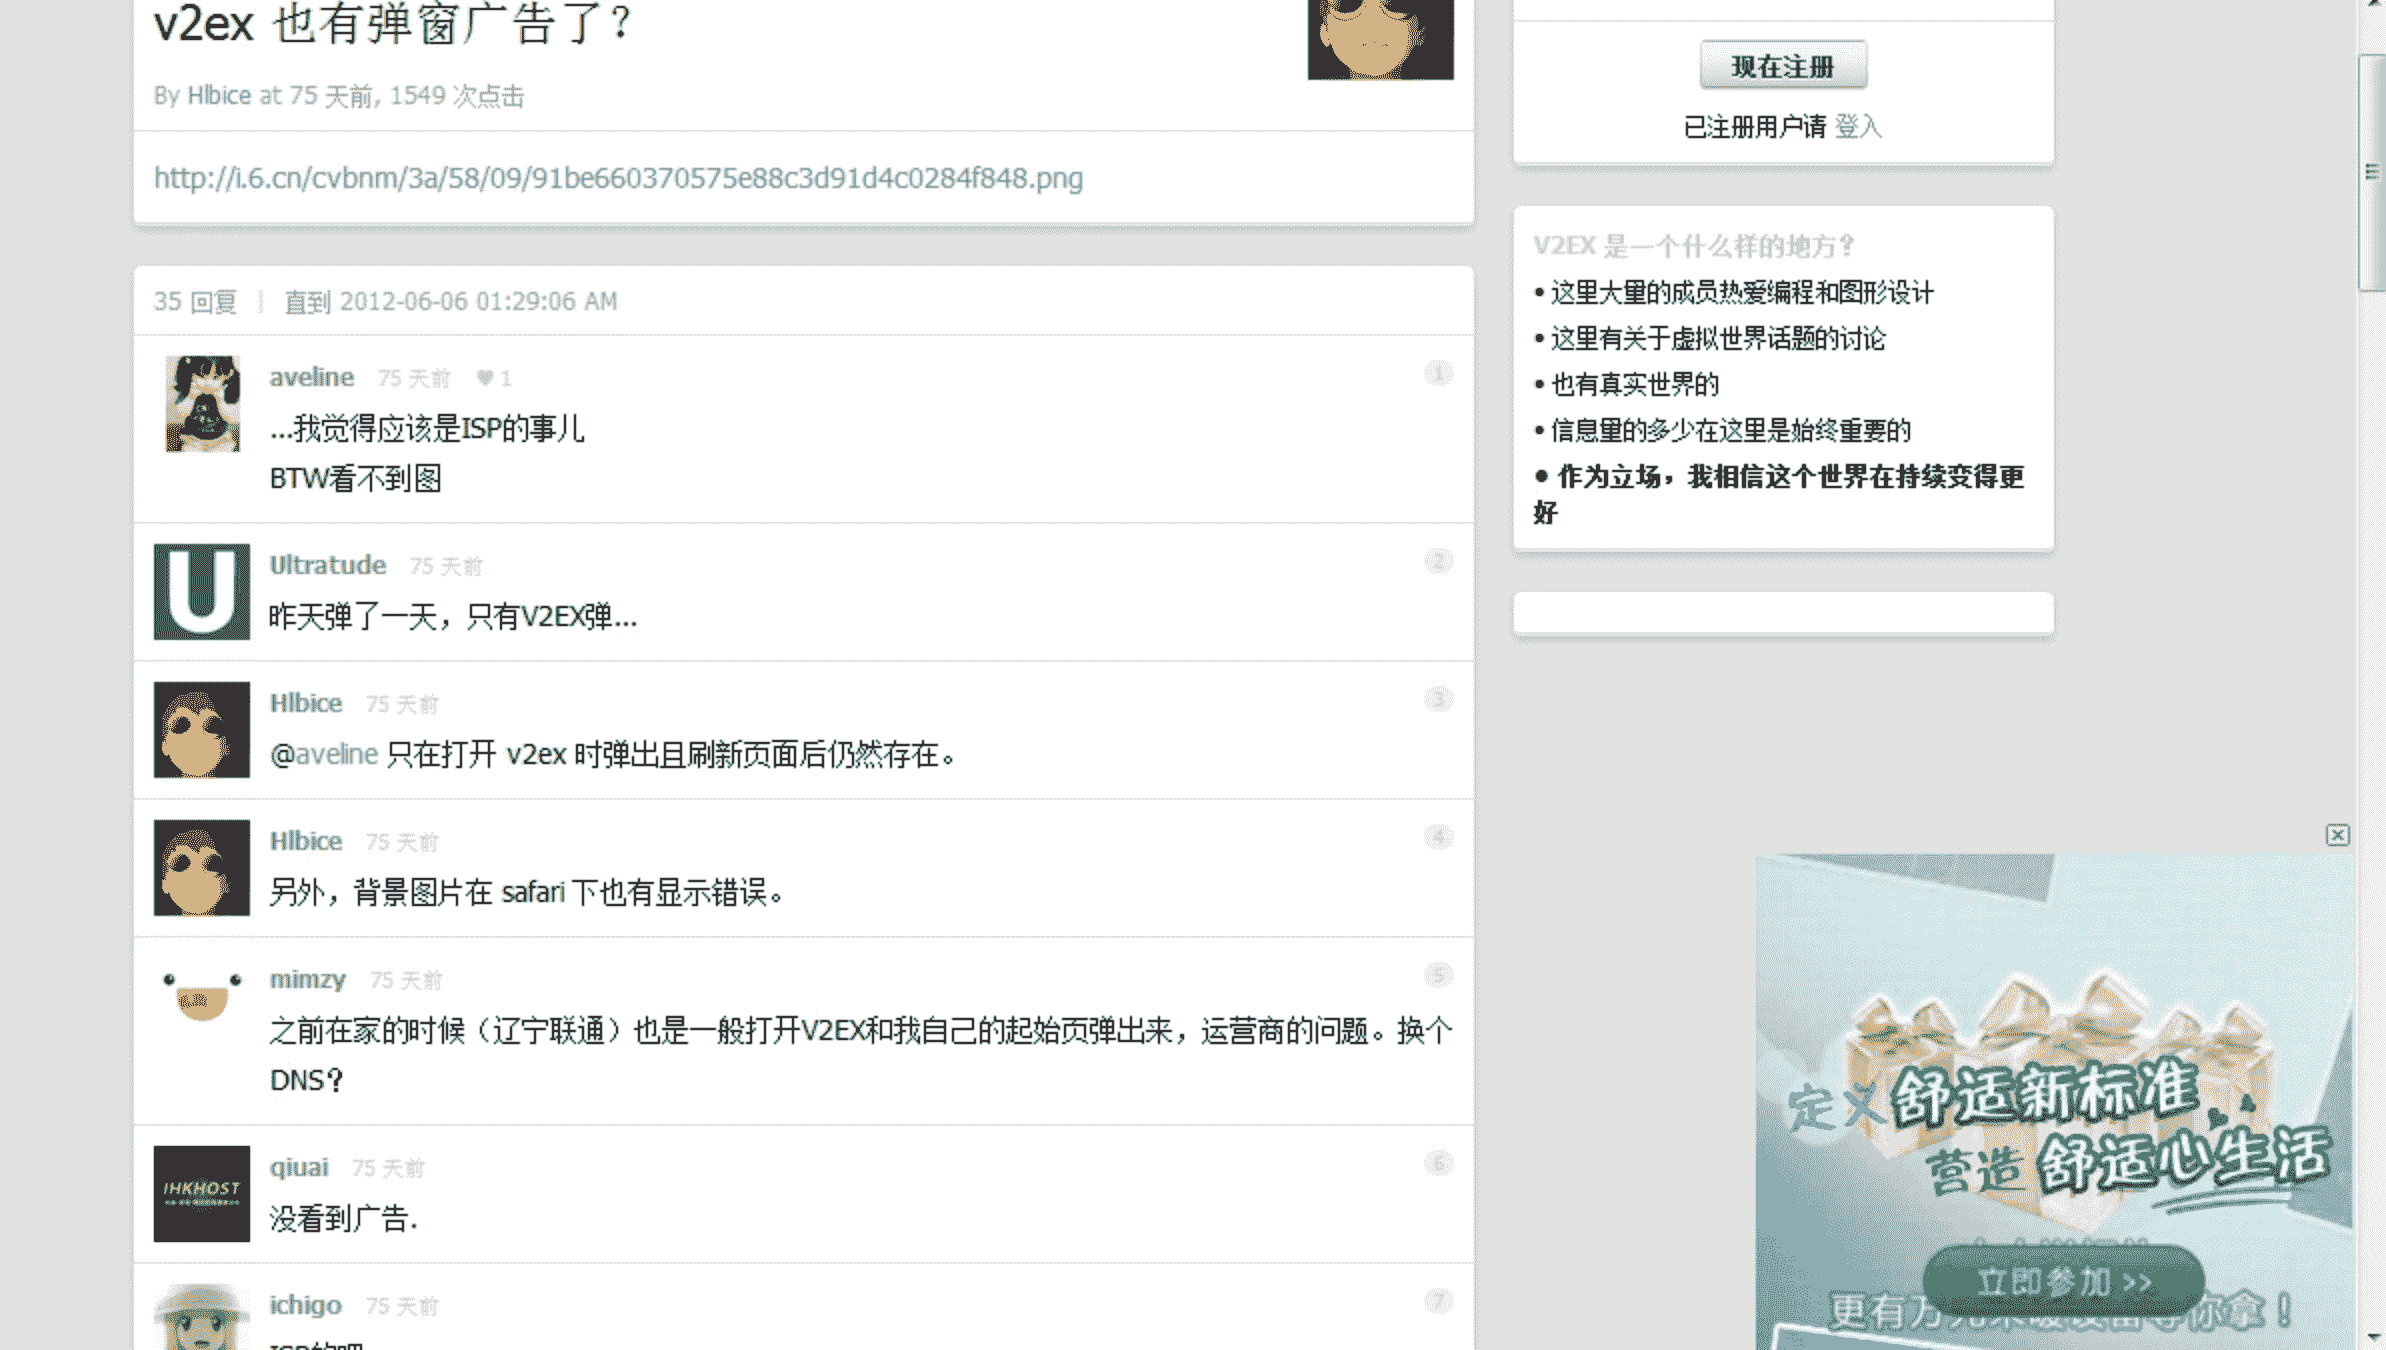 v2ex 也有弹窗广告了？
By Hlbice at 75 天前, 1549 次点击
http://i.6.cn/cvbnm/3a/58/09/91be660370575e88c3d91d4c0284f848.png
35 回复 | 直到 2012-06-06 01:29:06 AM
aveline 75 天前 ♥ 1
1
...我觉得应该是ISP的事儿
BTW看不到图
Ultratude 75 天前
2
昨天弹了一天，只有V2EX弹...
Hlbice 75 天前
3
@aveline 只在打开 v2ex 时弹出且刷新页面后仍然存在。
Hlbice 75 天前
4
另外，背景图片在 safari 下也有显示错误。
mimzy 75 天前
5
之前在家的时候（辽宁联通）也是一般打开V2EX和我自己的起始页弹出来，运营商的问题。换个
DNS？
IHKHOST
qiuai 75 天前
6
没看到广告.
ichigo 75 天前
7
ISP的吧
现在注册
已注册用户请 登入
V2EX 是一个什么样的地方？
• 这里大量的成员热爱编程和图形设计
• 这里有关于虚拟世界话题的讨论
• 也有真实世界的
• 信息量的多少在这里是始终重要的
• 作为立场，我相信这个世界在持续变得更
好
定义舒适新标准
营造舒适心生活
立即参加 >>
更有万元采暖设备等你拿！